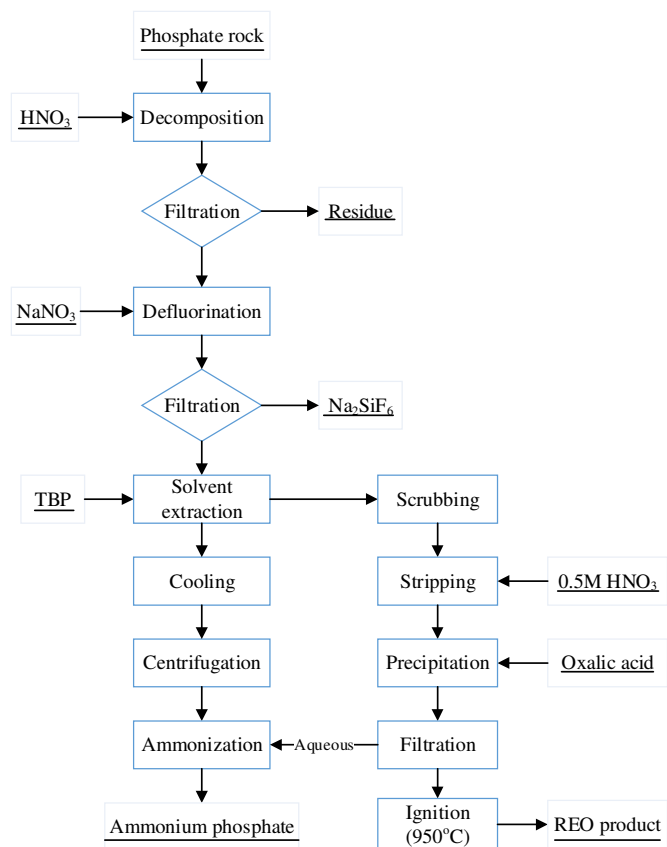 Phosphate rock
HNO₃
Decomposition
Filtration
Residue
NaNO₃
Defluorination
Filtration
Na₂SiF₆
TBP
Solvent
extraction
Scrubbing
Cooling
Stripping
0.5M HNO₃
Centrifugation
Precipitation
Oxalic acid
Ammonization
Aqueous
Filtration
Ammonium phosphate
Ignition
(950°C)
REO product